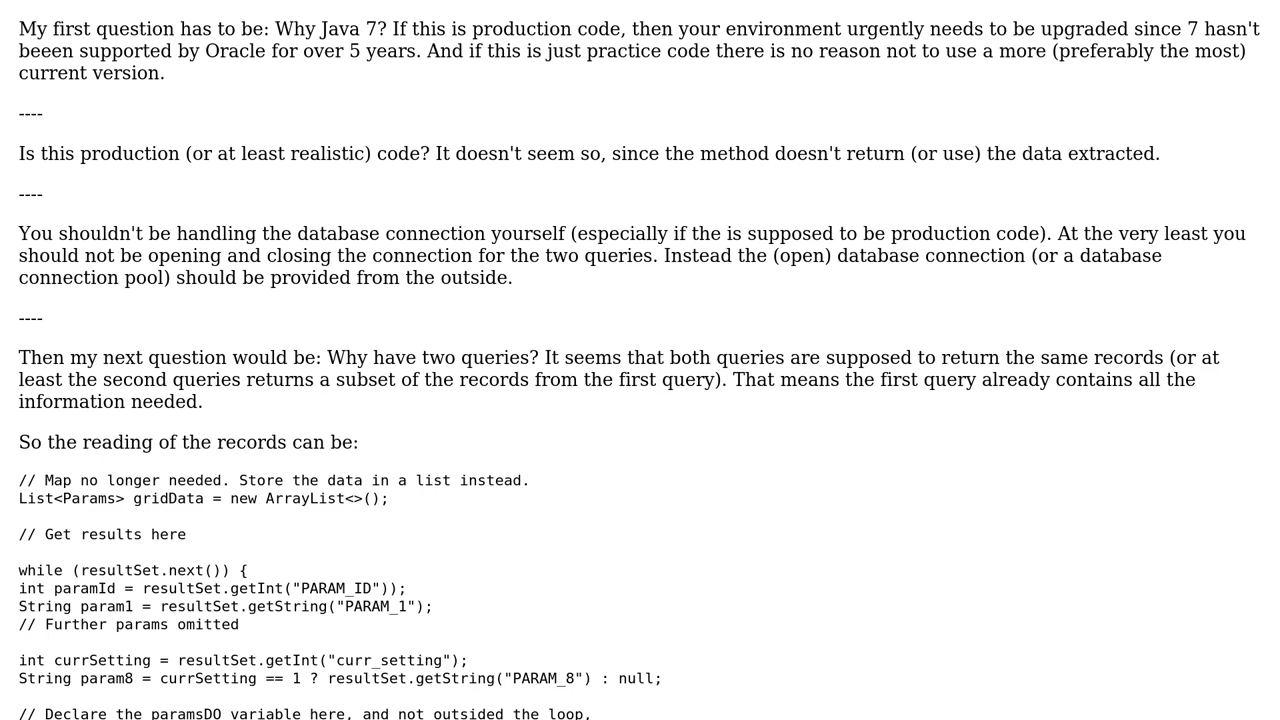 My first question has to be: Why Java 7? If this is production code, then your environment urgently needs to be upgraded since 7 hasn't
beeen supported by Oracle for over 5 years. And if this is just practice code there is no reason not to use a more (preferably the most)
current version.
----
Is this production (or at least realistic) code? It doesn't seem so, since the method doesn't return (or use) the data extracted.
----
You shouldn't be handling the database connection yourself (especially if the is supposed to be production code). At the very least you
should not be opening and closing the connection for the two queries. Instead the (open) database connection (or a database
connection pool) should be provided from the outside.
----
Then my next question would be: Why have two queries? It seems that both queries are supposed to return the same records (or at
least the second queries returns a subset of the records from the first query). That means the first query already contains all the
information needed.
So the reading of the records can be:
// Map no longer needed. Store the data in a list instead.
List<Params> gridData = new ArrayList<>();
// Get results here
while (resultSet.next()) {
int paramId = resultSet.getInt("PARAM_ID"));
String param1 = resultSet.getString("PARAM_1");
// Further params omitted
int currSetting = resultSet.getInt("curr_setting");
String param8 = currSetting == 1 ? resultSet.getString("PARAM_8") : null;
// Declare the paramsDO variable here, and not outsided the loop,